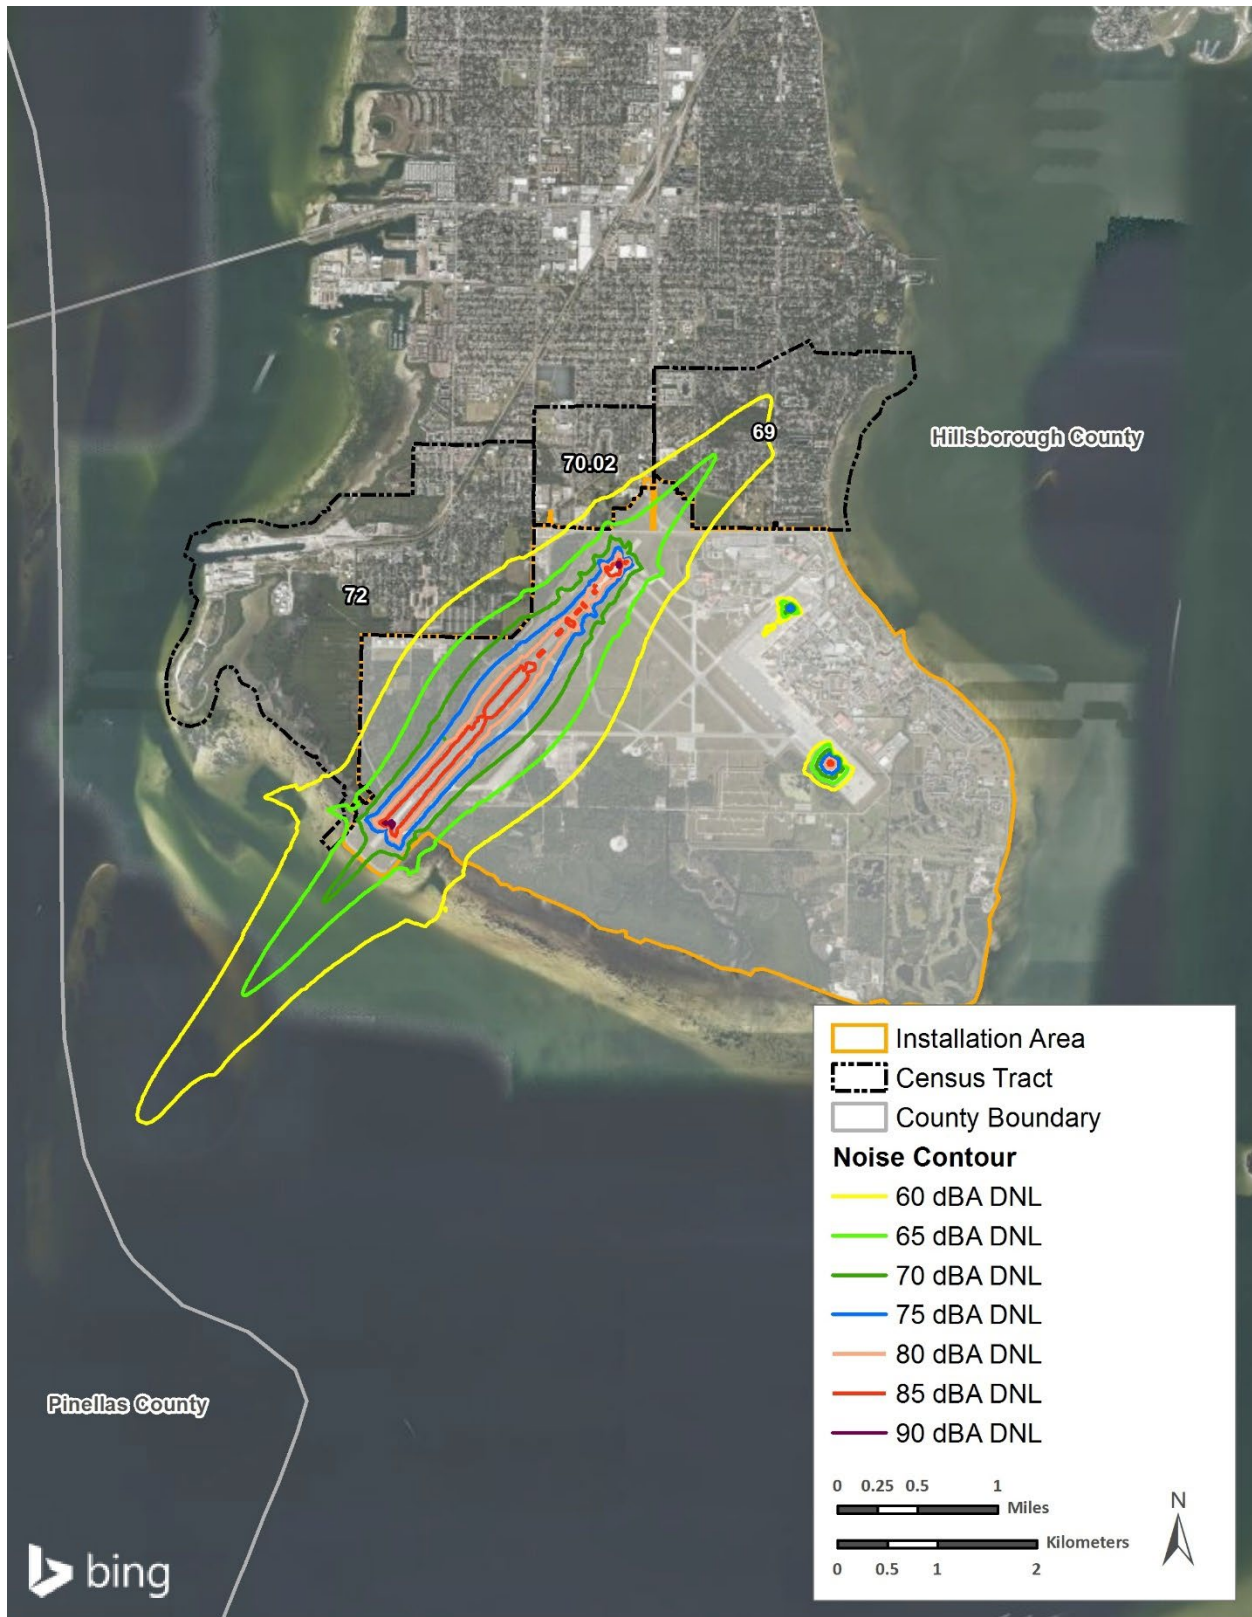 69
Hillsborough County
70.02
72
Installation Area
Census Tract
County Boundary
Noise Contour
60 dBA DNL
65 dBA DNL
70 dBA DNL
75 dBA DNL
80 dBA DNL
85 dBA DNL
90 dBA DNL
Pinellas County
0 0.25 0.5 1
Miles
Kilometers
0 0.5 1 2
N
bing